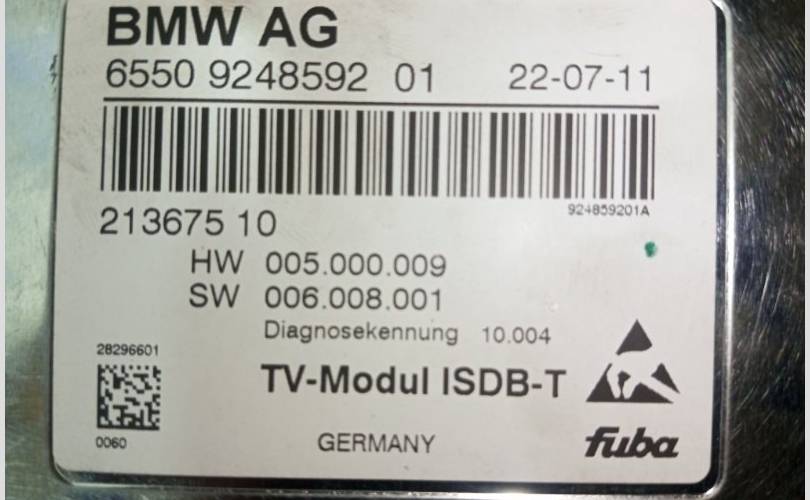 BMW AG
6550 9248592 01 22-07-11
924859201A
213675 10
HW 005.000.009
SW 006.008.001
Diagnosekennung 10.004
28296601
TV-Modul ISDB-T
0060
GERMANY
fuba